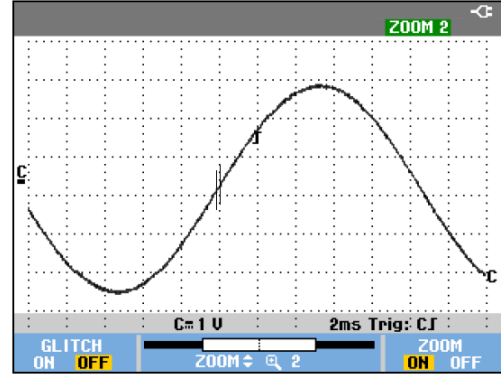 ZOOM 2
C
C
C= 1 V 2ms Trig: C∫
GLITCH ZOOM
ON OFF ZOOM 2 ON OFF